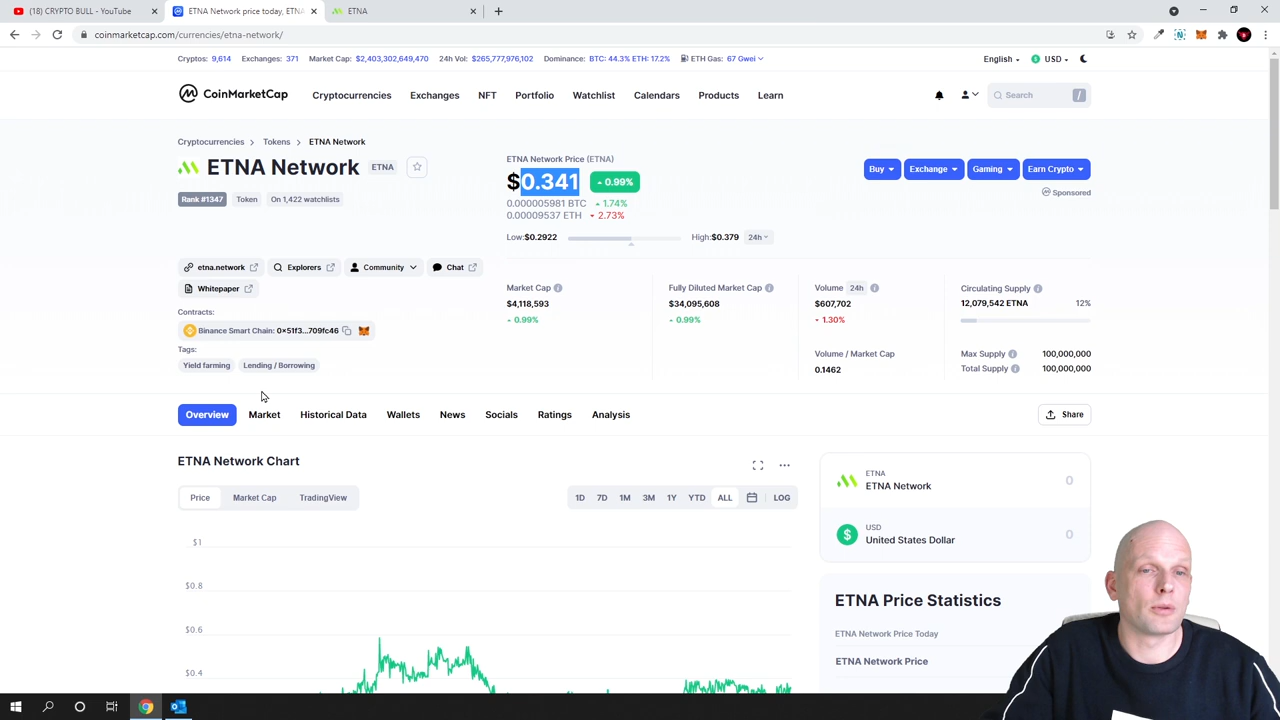 (18) CRYPTO BULL - YouTube
ETNA Network price today, ETNA
ETNA
coinmarketcap.com/currencies/etna-network/
Cryptos: 9,614 Exchanges: 371 Market Cap: $2,403,302,649,470 24h Vol: $265,777,976,102 Dominance: BTC: 44.3% ETH: 17.2% ETH Gas: 67 Gwei
English
USD
CoinMarketCap
Cryptocurrencies
Exchanges
NFT
Portfolio
Watchlist
Calendars
Products
Learn
Search
/
Cryptocurrencies
Tokens
ETNA Network
ETNA Network
ETNA
Rank #1347
Token
On 1,422 watchlists
ETNA Network Price (ETNA)
$0.341
0.99%
0.000005981 BTC 1.74%
0.00009537 ETH 2.73%
Low:$0.2922
High:$0.379
24h
Buy
Exchange
Gaming
Earn Crypto
Sponsored
etna.network
Explorers
Community
Chat
Whitepaper
Contracts:
Binance Smart Chain: 0x51f3...709fc46
Tags:
Yield farming
Lending / Borrowing
Market Cap
$4,118,593
0.99%
Fully Diluted Market Cap
$34,095,608
0.99%
Volume 24h
$607,702
1.30%
Volume / Market Cap
0.1462
Circulating Supply
12,079,542 ETNA
12%
Max Supply
100,000,000
Total Supply
100,000,000
Overview
Market
Historical Data
Wallets
News
Socials
Ratings
Analysis
Share
ETNA Network Chart
Price
Market Cap
TradingView
1D
7D
1M
3M
1Y
YTD
ALL
LOG
$1
$0.8
$0.6
$0.4
ETNA
ETNA Network
0
USD
United States Dollar
0
ETNA Price Statistics
ETNA Network Price Today
ETNA Network Price